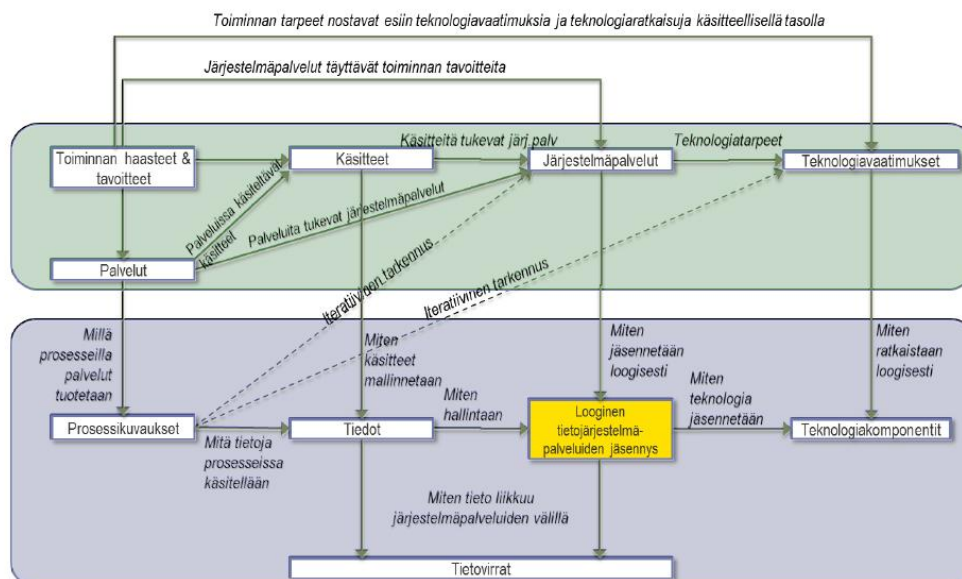 Toiminnan tarpeet nostavat esiin teknologiavaatimuksia ja teknologiaratkaisuja käsitteellisellä tasolla
Järjestelmäpalvelut täyttävät toiminnan tavoitteita
Toiminnan haasteet &
tavoitteet
Käsitteet
Käsitteitä tukevat järj.palv
Järjestelmäpalvelut
Teknologiatarpeet
Teknologiavaatimukset
Palveluissa käsiteltävät
käsitteet
Palveluita tukevat järjestelmäpalvelut
Palvelut
Iteratiivinen tarkennus
Iteratiivinen tarkennus
Millä
prosesseilla
palvelut
tuotetaan
Miten
käsitteet
mallinnetaan
Miten
jäsennetään
loogisesti
Miten
ratkaistaan
loogisesti
Miten
hallintaan
Miten
teknologia
jäsennetään
Prosessikuvaukset
Mitä tietoja
prosesseissa
käsitellään
Tiedot
Looginen
tietojärjestelmä-
palveluiden jäsennys
Teknologiakomponentit
Miten tieto liikkuu
järjestelmäpalveluiden välillä
Tietovirrat